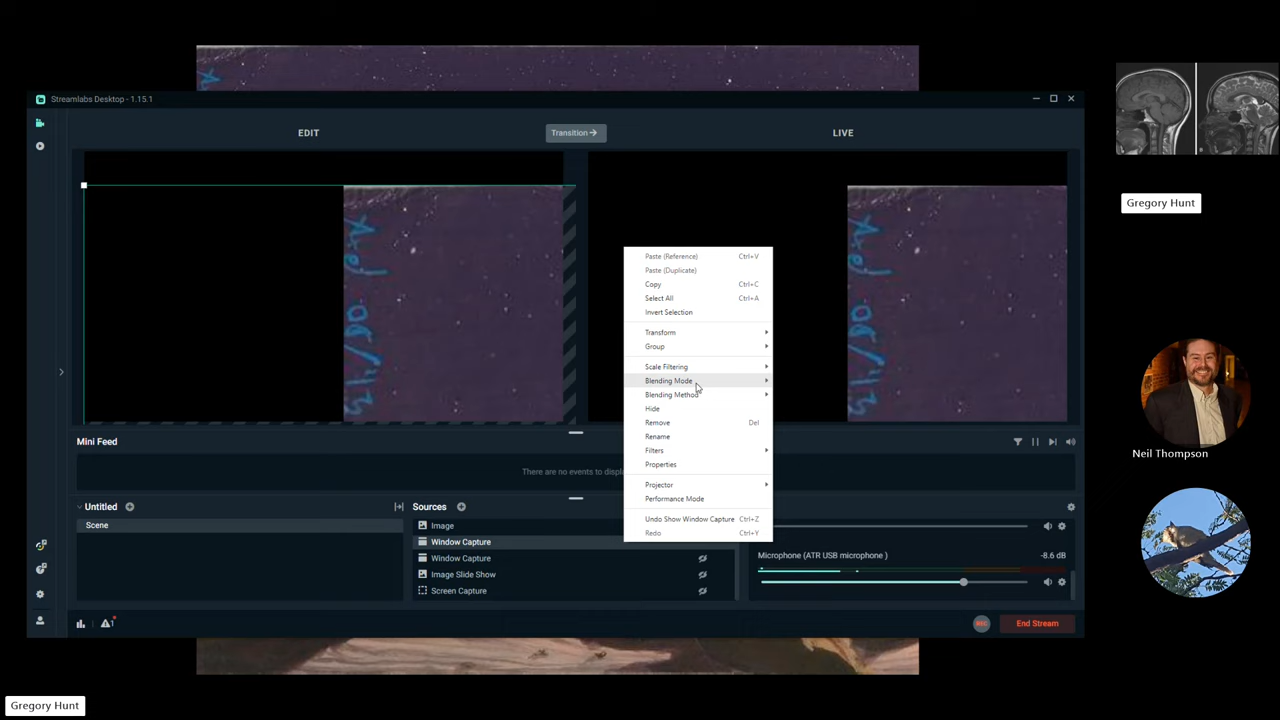 Streamlabs Desktop - 1.15.1
EDIT
Transition
LIVE
Gregory Hunt
Paste (Reference) Ctrl+V
Paste (Duplicate)
Copy Ctrl+C
Select All Ctrl+A
Invert Selection
Transform
Group
Scale Filtering
Blending Mode
Blending Method
Hide
Remove Del
Rename
Filters
Properties
Projector
Performance Mode
Undo Show Window Capture Ctrl+Z
Redo Ctrl+Y
Neil Thompson
Mini Feed
There are no events to displa
Untitled
Sources
Scene
Image
Window Capture
Window Capture
Image Slide Show
Screen Capture
Microphone (ATR USB microphone )
-8.6 dB
REC
End Stream
1
Gregory Hunt